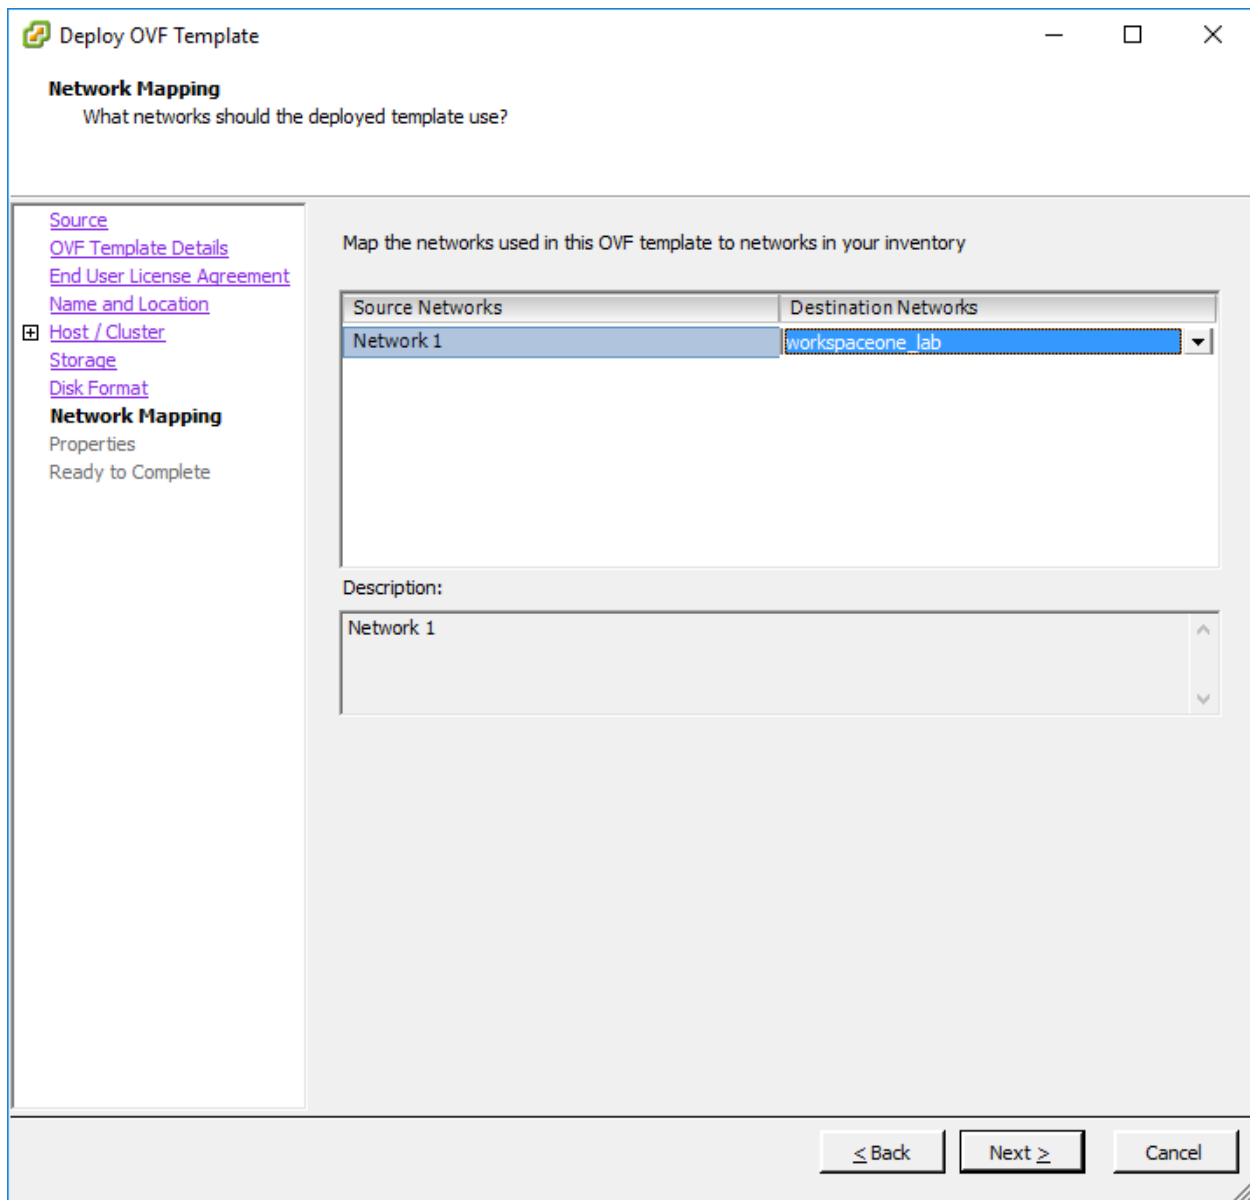 Deploy OVF Template
Network Mapping
What networks should the deployed template use?
Source
OVF Template Details
End User License Agreement
Name and Location
Host / Cluster
Storage
Disk Format
Network Mapping
Properties
Ready to Complete
Map the networks used in this OVF template to networks in your inventory
Source Networks Destination Networks
Network 1 workspaceone_lab
Description:
Network 1
< Back Next > Cancel